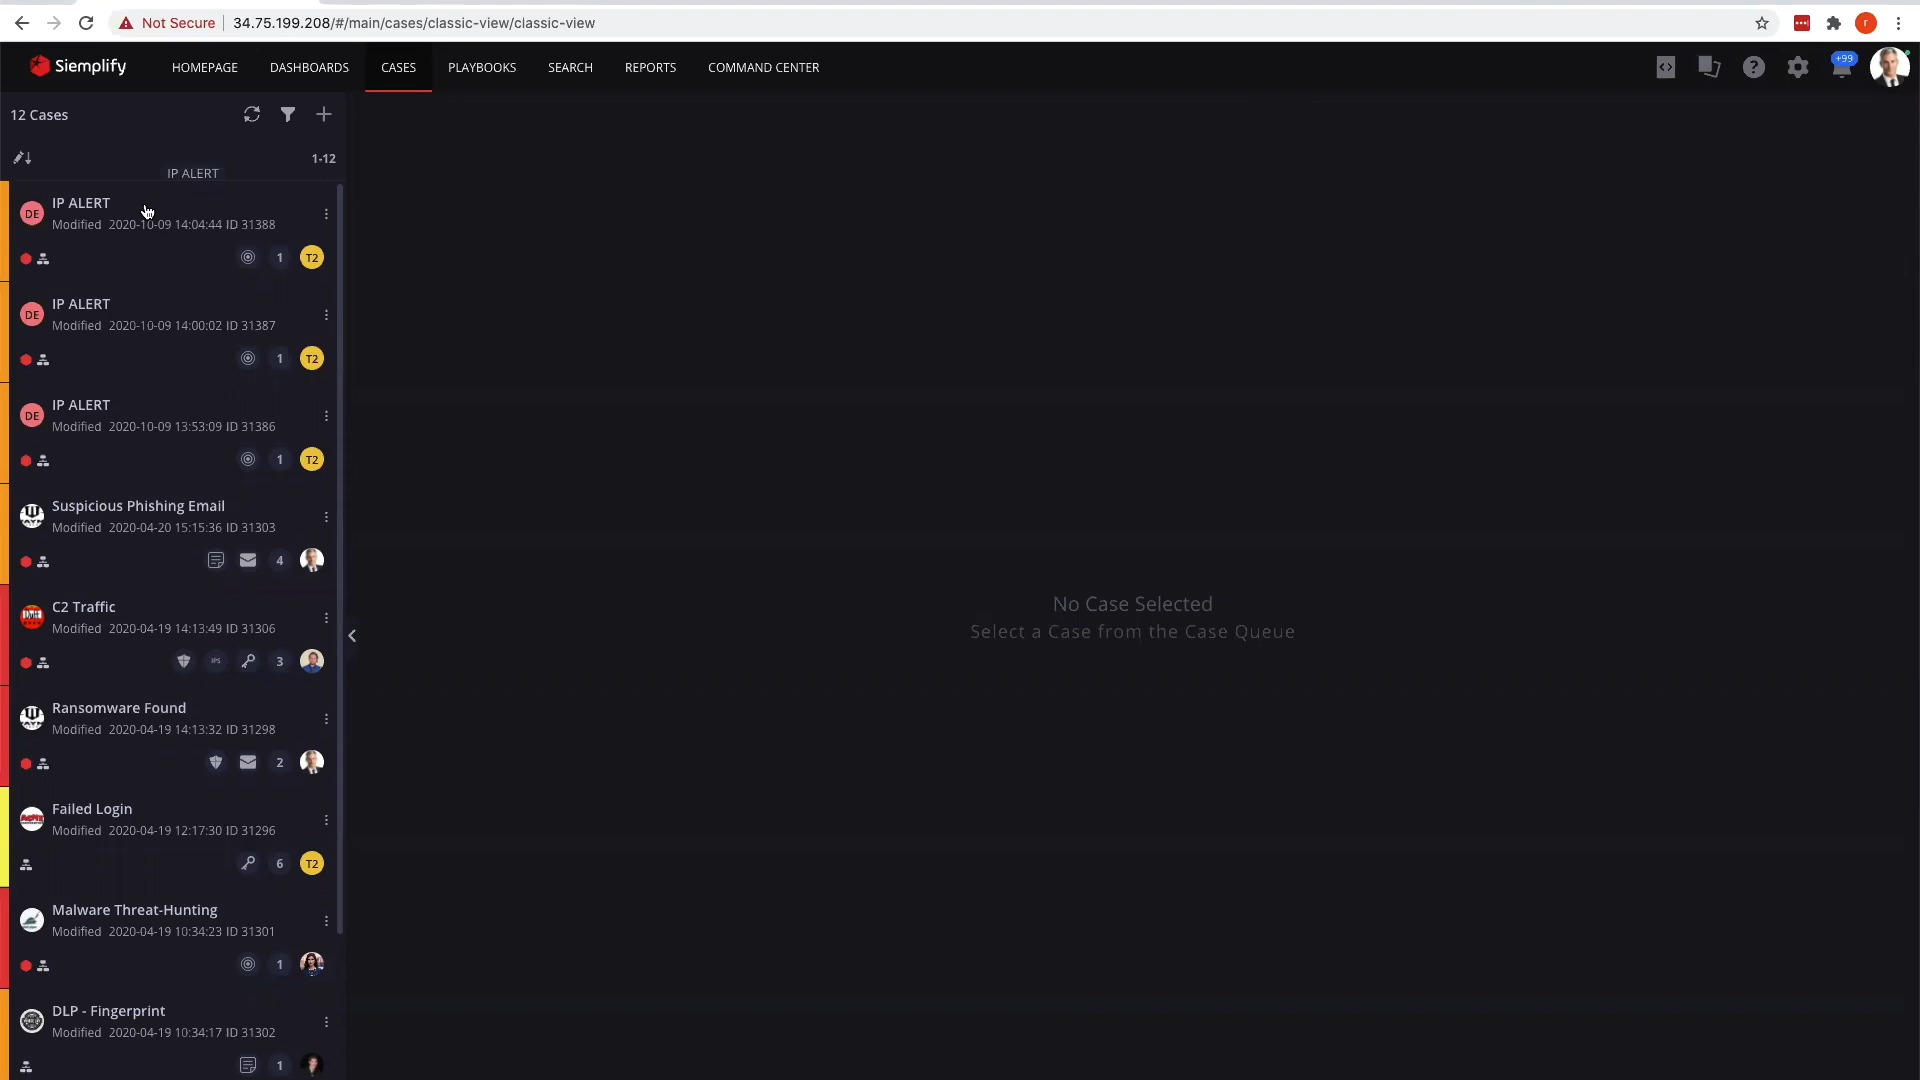 Not Secure 34.75.199.208/#/main/cases/classic-view/classic-view
r
Siemplify HOMEPAGE DASHBOARDS CASES PLAYBOOKS SEARCH REPORTS COMMAND CENTER +99
12 Cases
1-12
IP ALERT
DE IP ALERT
Modified 2020-10-09 14:04:44 ID 31388
1 T2
DE IP ALERT
Modified 2020-10-09 14:00:02 ID 31387
1 T2
DE IP ALERT
Modified 2020-10-09 13:53:09 ID 31386
1 T2
Suspicious Phishing Email
Modified 2020-04-20 15:15:36 ID 31303
4
C2 Traffic
Modified 2020-04-19 14:13:49 ID 31306
IPS 3
Ransomware Found
Modified 2020-04-19 14:13:32 ID 31298
2
Failed Login
Modified 2020-04-19 12:17:30 ID 31296
6 T2
Malware Threat-Hunting
Modified 2020-04-19 10:34:23 ID 31301
1
DLP - Fingerprint
Modified 2020-04-19 10:34:17 ID 31302
1
No Case Selected
Select a Case from the Case Queue